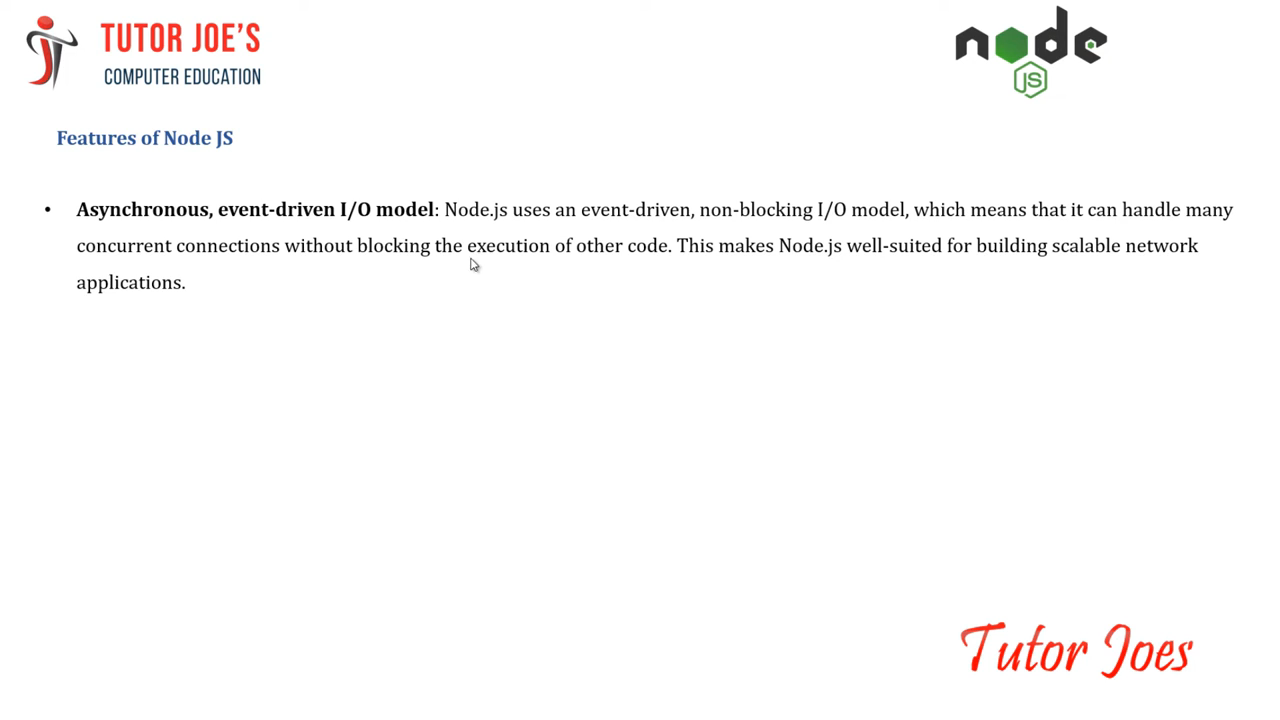 TUTOR JOE'S
COMPUTER EDUCATION
node
JS
Features of Node JS
• Asynchronous, event-driven I/O model: Node.js uses an event-driven, non-blocking I/O model, which means that it can handle many
concurrent connections without blocking the execution of other code. This makes Node.js well-suited for building scalable network
applications.
Tutor Joes